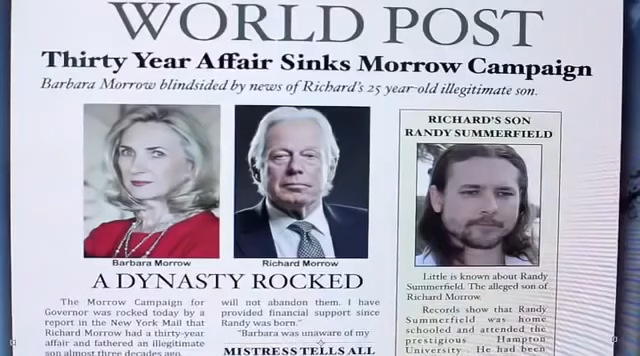 WORLD POST
Thirty Year Affair Sinks Morrow Campaign
Barbara Morrow blindsided by news of Richard's 25 year-old illegitimate son.
Barbara Morrow
Richard Morrow
A DYNASTY ROCKED
The Morrow Campaign for
Governor was rocked today by a
report in the New York Mail that
Richard Morrow had a thirty-year
affair and fathered an illegitimate
son almost three decades ago.
will not abandon them. I have
provided financial support since
Randy was born."
"Barbara was unaware of my
MISTRESS TELLS ALL
RICHARD'S SON
RANDY SUMMERFIELD
Little is known about Randy
Summerfield. The alleged son of
Richard Morrow.
Records show that Randy
Summerfield was home
schooled and attended the
prestigious Hampton
University. He had been